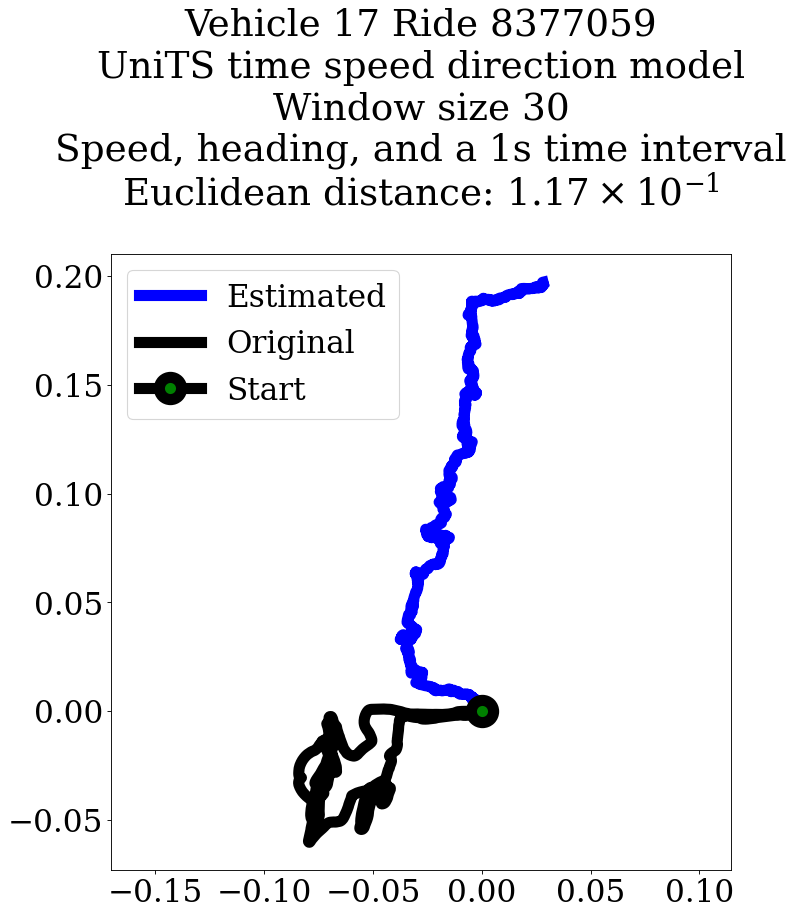 Vehicle 17 Ride 8377059
UniTS time speed direction model
Window size 30
Speed, heading, and a 1s time interval
Euclidean distance: 1.17 × 10⁻¹
Estimated
Original
Start
0.20
0.15
0.10
0.05
0.00
−0.05
−0.15 −0.10 −0.05 0.00 0.05 0.10